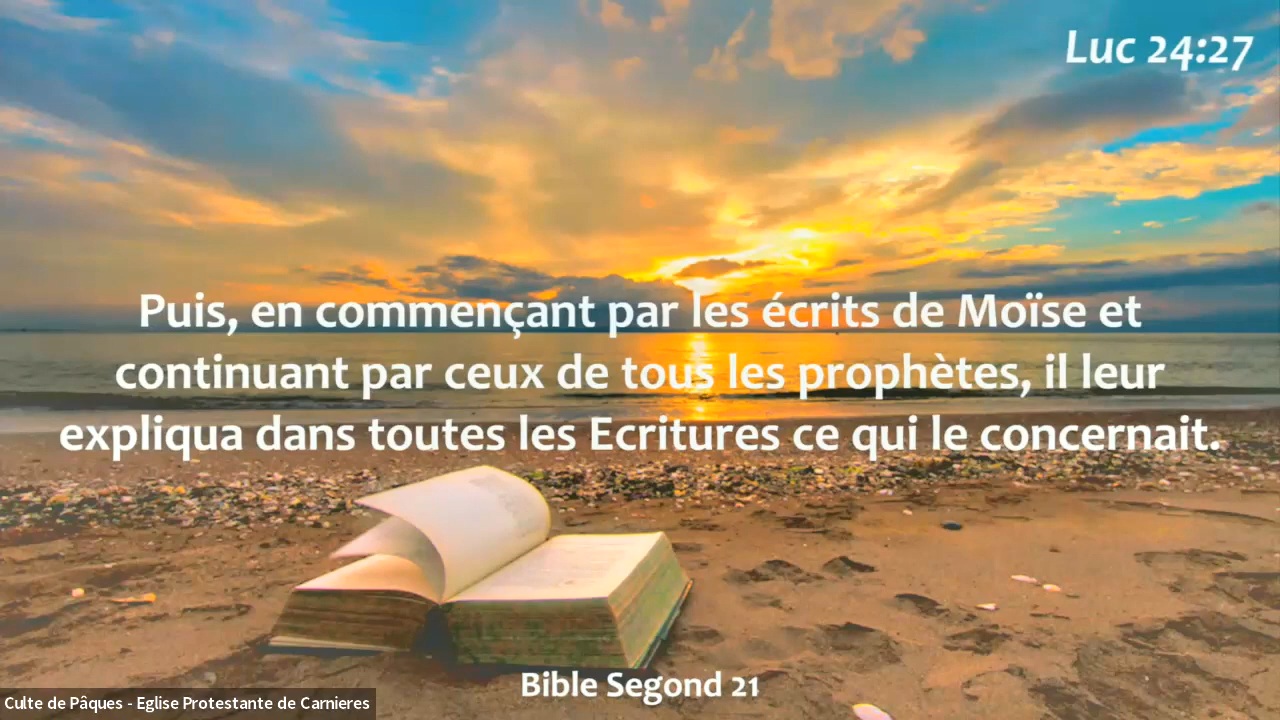 Luc 24:27
Puis, en commençant par les écrits de Moïse et
continuant par ceux de tous les prophètes, il leur
expliqua dans toutes les Ecritures ce qui le concernait.
Bible Segond 21
Culte de Pâques - Eglise Protestante de Carnieres